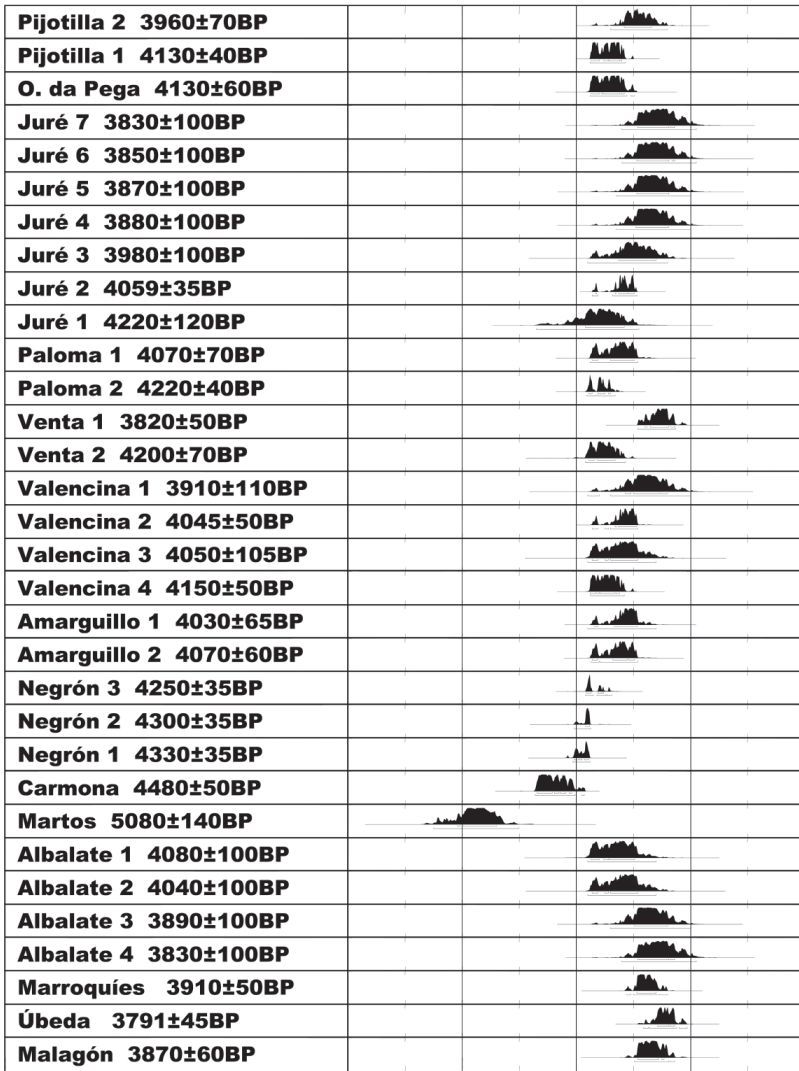 Pijotilla 2 3960±70BP
Pijotilla 1 4130±40BP
O. da Pega 4130±60BP
Juré 7 3830±100BP
Juré 6 3850±100BP
Juré 5 3870±100BP
Juré 4 3880±100BP
Juré 3 3980±100BP
Juré 2 4059±35BP
Juré 1 4220±120BP
Paloma 1 4070±70BP
Paloma 2 4220±40BP
Venta 1 3820±50BP
Venta 2 4200±70BP
Valencina 1 3910±110BP
Valencina 2 4045±50BP
Valencina 3 4050±105BP
Valencina 4 4150±50BP
Amarguillo 1 4030±65BP
Amarguillo 2 4070±60BP
Negrón 3 4250±35BP
Negrón 2 4300±35BP
Negrón 1 4330±35BP
Carmona 4480±50BP
Martos 5080±140BP
Albalate 1 4080±100BP
Albalate 2 4040±100BP
Albalate 3 3890±100BP
Albalate 4 3830±100BP
Marroquíes 3910±50BP
Úbeda 3791±45BP
Malagón 3870±60BP